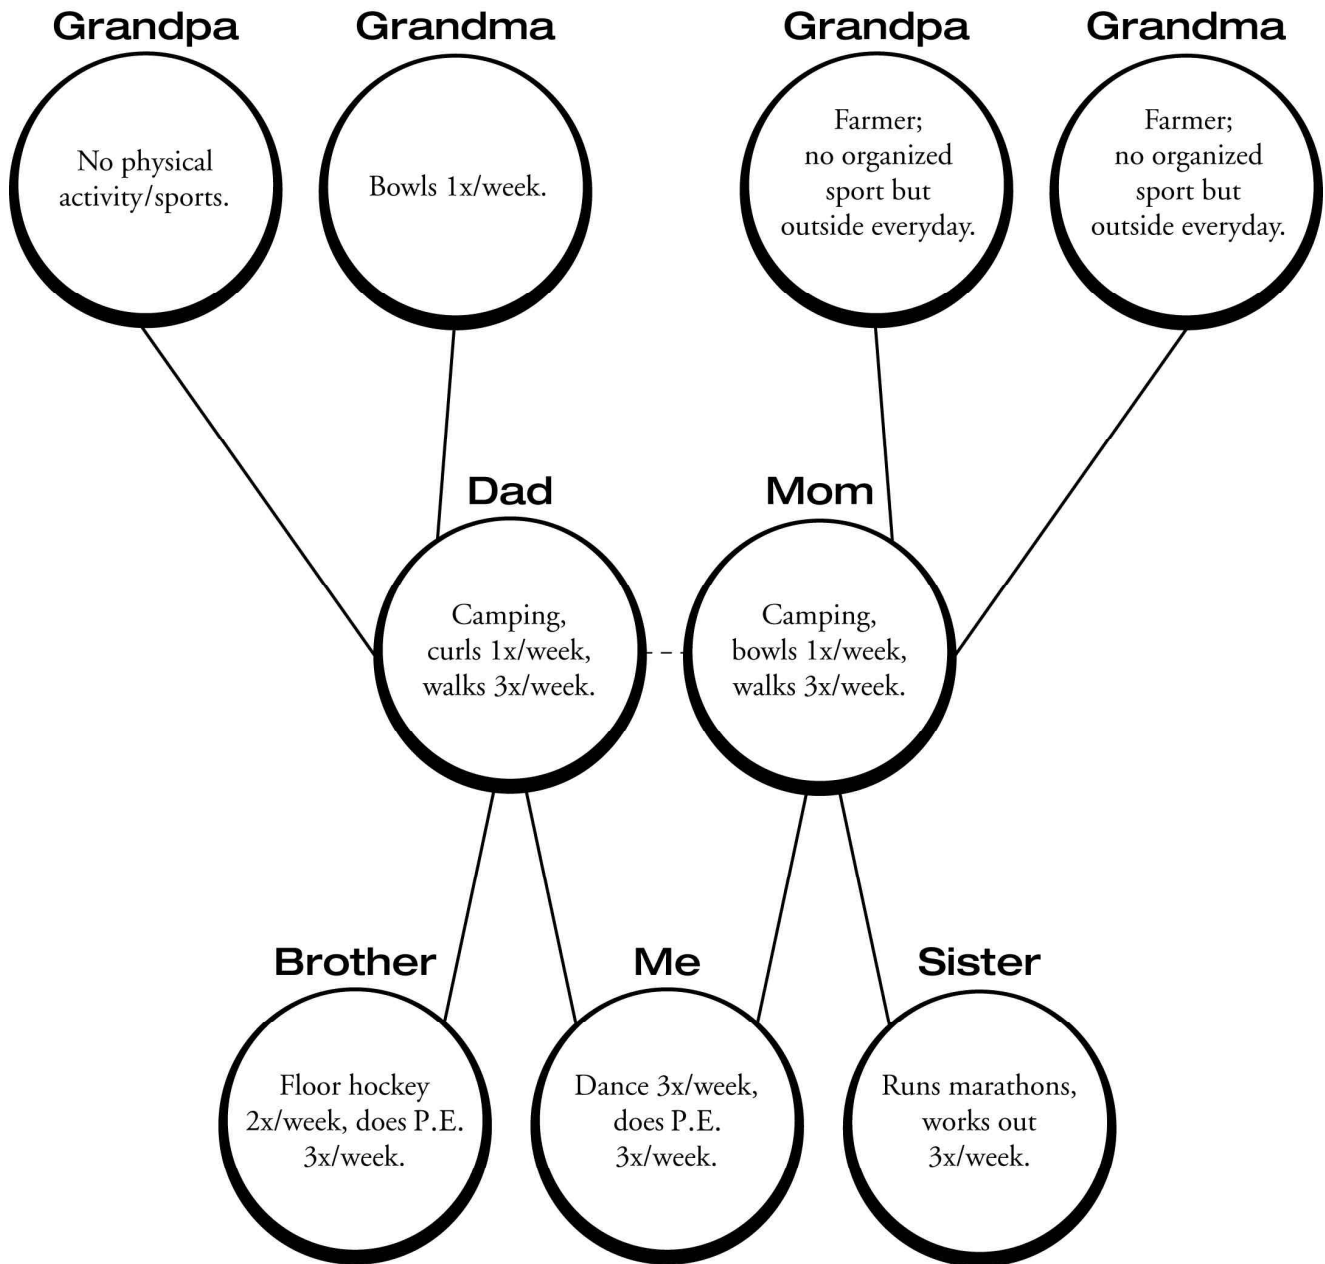 Grandpa
Grandma
Grandpa
Grandma
No physical
activity/sports.
Bowls 1x/week.
Farmer;
no organized
sport but
outside everyday.
Farmer;
no organized
sport but
outside everyday.
Dad
Mom
Camping,
curls 1x/week,
walks 3x/week.
Camping,
bowls 1x/week,
walks 3x/week.
Brother
Me
Sister
Floor hockey
2x/week, does P.E.
3x/week.
Dance 3x/week,
does P.E.
3x/week.
Runs marathons,
works out
3x/week.